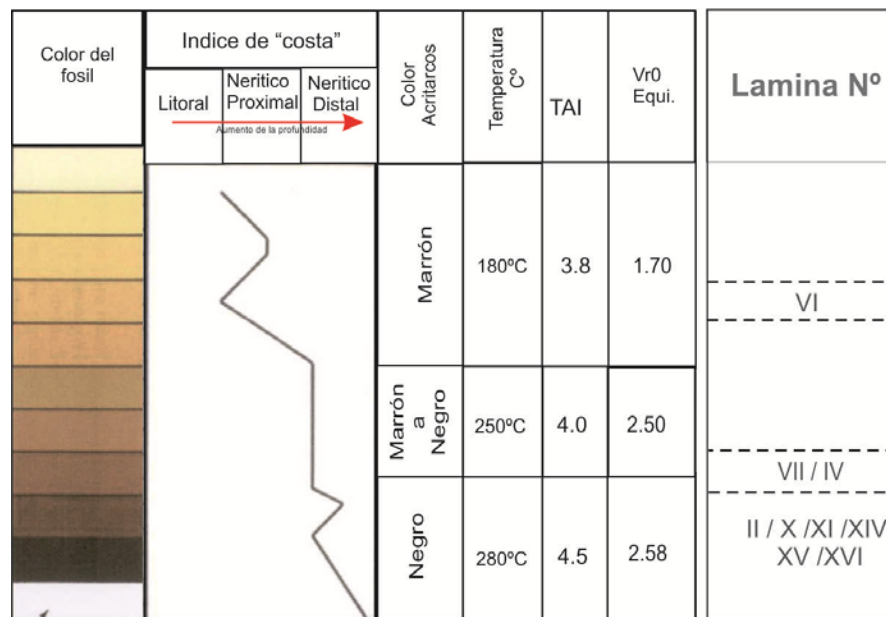 Color del
fosil
Indice de “costa”
Litoral
Neritico
Proximal
Neritico
Distal
Aumento de la profundidad
Color
Acritarcos
Temperatura
Cº
TAI
Vr0
Equi.
Lamina Nº
Marrón
180ºC
3.8
1.70
VI
Marrón
a
Negro
250ºC
4.0
2.50
VII / IV
Negro
280ºC
4.5
2.58
II / X /XI /XIV
XV /XVI